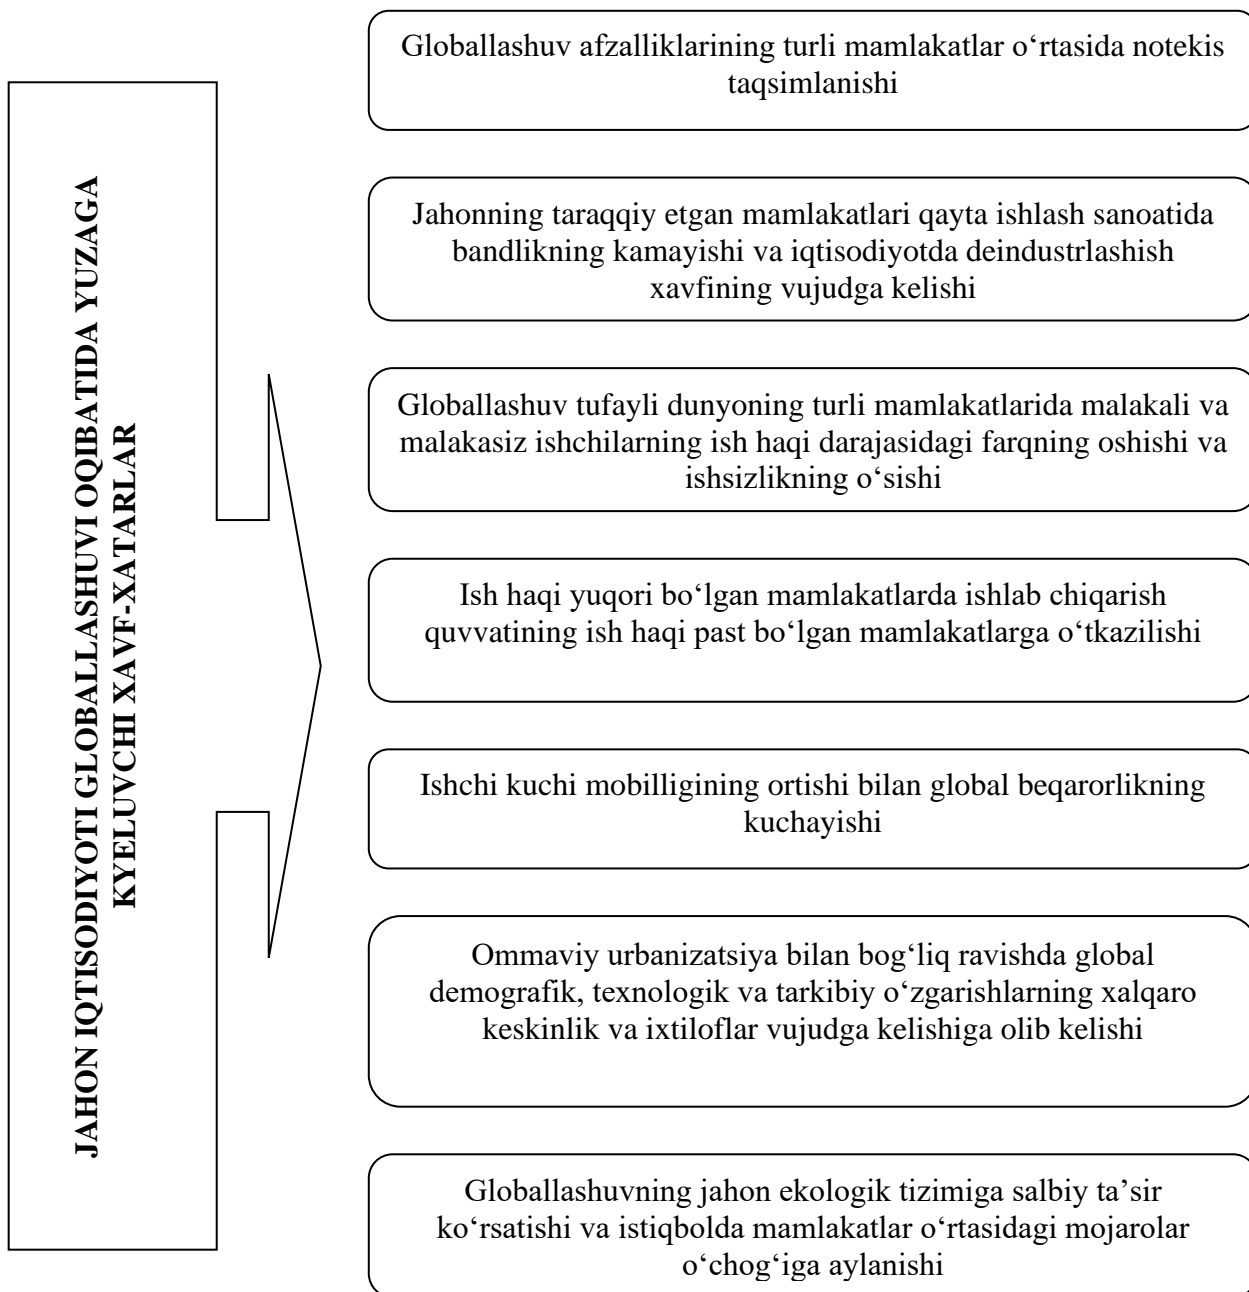 JAHON IQTISODIYOTI GLOBALLASHUVI OQIBATIDA YUZAGA
KYELUVCHI XAVF-XATARLAR
Globallashuv afzalliklarining turli mamlakatlar o‘rtasida notekis
taqsimlanishi
Jahonning taraqqiy etgan mamlakatlari qayta ishlash sanoatida
bandlikning kamayishi va iqtisodiyotda deindustrlashish
xavfining vujudga kelishi
Globallashuv tufayli dunyoning turli mamlakatlarida malakali va
malakasiz ishchilarning ish haqi darajasidagi farqning oshishi va
ishsizlikning o‘sishi
Ish haqi yuqori bo‘lgan mamlakatlarda ishlab chiqarish
quvvatining ish haqi past bo‘lgan mamlakatlarga o‘tkazilishi
Ishchi kuchi mobilligining ortishi bilan global beqarorlikning
kuchayishi
Ommaviy urbanizatsiya bilan bog‘liq ravishda global
demografik, texnologik va tarkibiy o‘zgarishlarning xalqaro
keskinlik va ixtiloflar vujudga kelishiga olib kelishi
Globallashuvning jahon ekologik tizimiga salbiy ta’sir
ko‘rsatishi va istiqbolda mamlakatlar o‘rtasidagi mojarolar
o‘chog‘iga aylanishi